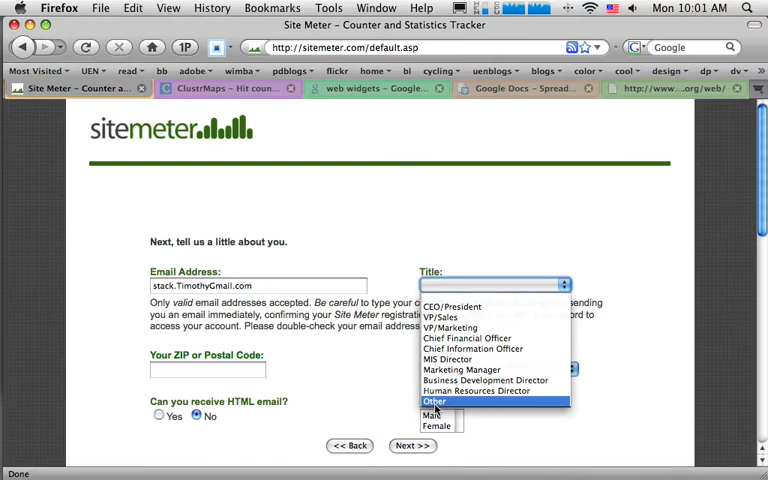 Firefox File Edit View History Bookmarks Tools Window Help Mon 10:01 AM
Site Meter - Counter and Statistics Tracker
1P http://sitemeter.com/default.asp G Google
Most Visited UEN read bb adobe wimba pdblogs flickr home bl cycling uenblogs blogs color cool design dp dv »
Site Meter - Counter a... ClustrMaps - Hit coun... web widgets - Google... Google Docs - Spread... http://www....org/web/
sitemeter
Next, tell us a little about you.
Email Address: Title:
stack.TimothyGmail.com
Only valid email addresses accepted. Be careful to type your
you an email immediately, confirming your Site Meter
access your account. Please double-check your email address
CEO/President
VP/Sales
VP/Marketing
Chief Financial Officer
Chief Information Officer
MIS Director
Marketing Manager
Business Development Director
Human Resources Director
Other
Your ZIP or Postal Code:
Can you receive HTML email?
Yes No
Male
Female
<< Back Next >>
Done